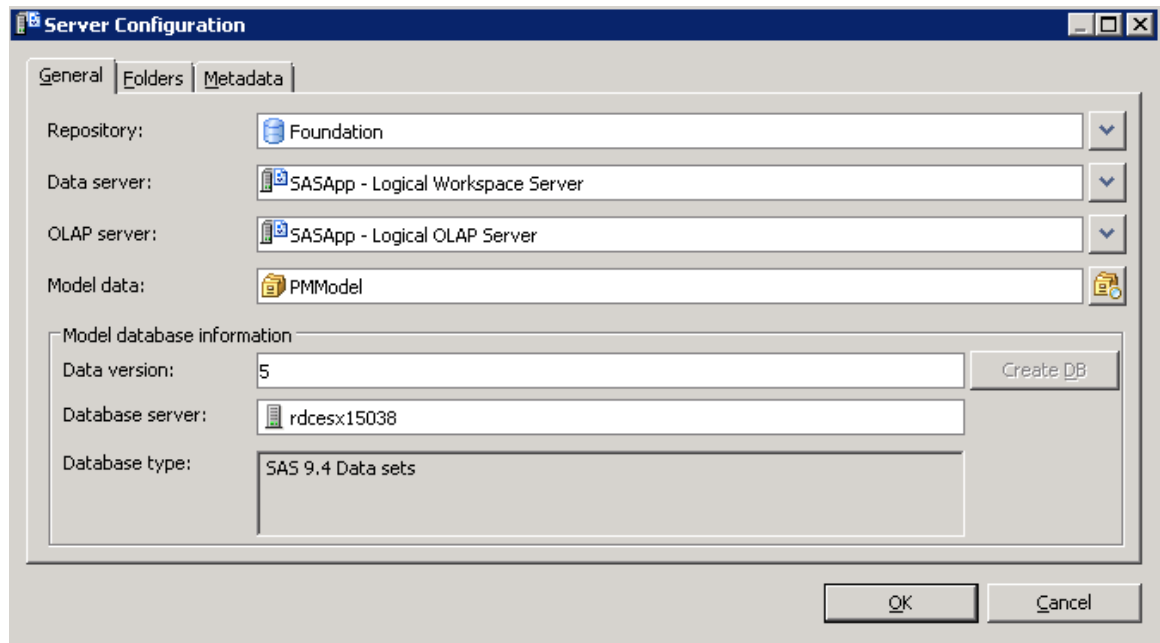 Server Configuration
General Folders Metadata
Repository: Foundation
Data server: SASApp - Logical Workspace Server
OLAP server: SASApp - Logical OLAP Server
Model data: PMModel
Model database information
Data version: 5 Create DB
Database server: rdcesx15038
Database type: SAS 9.4 Data sets
OK Cancel